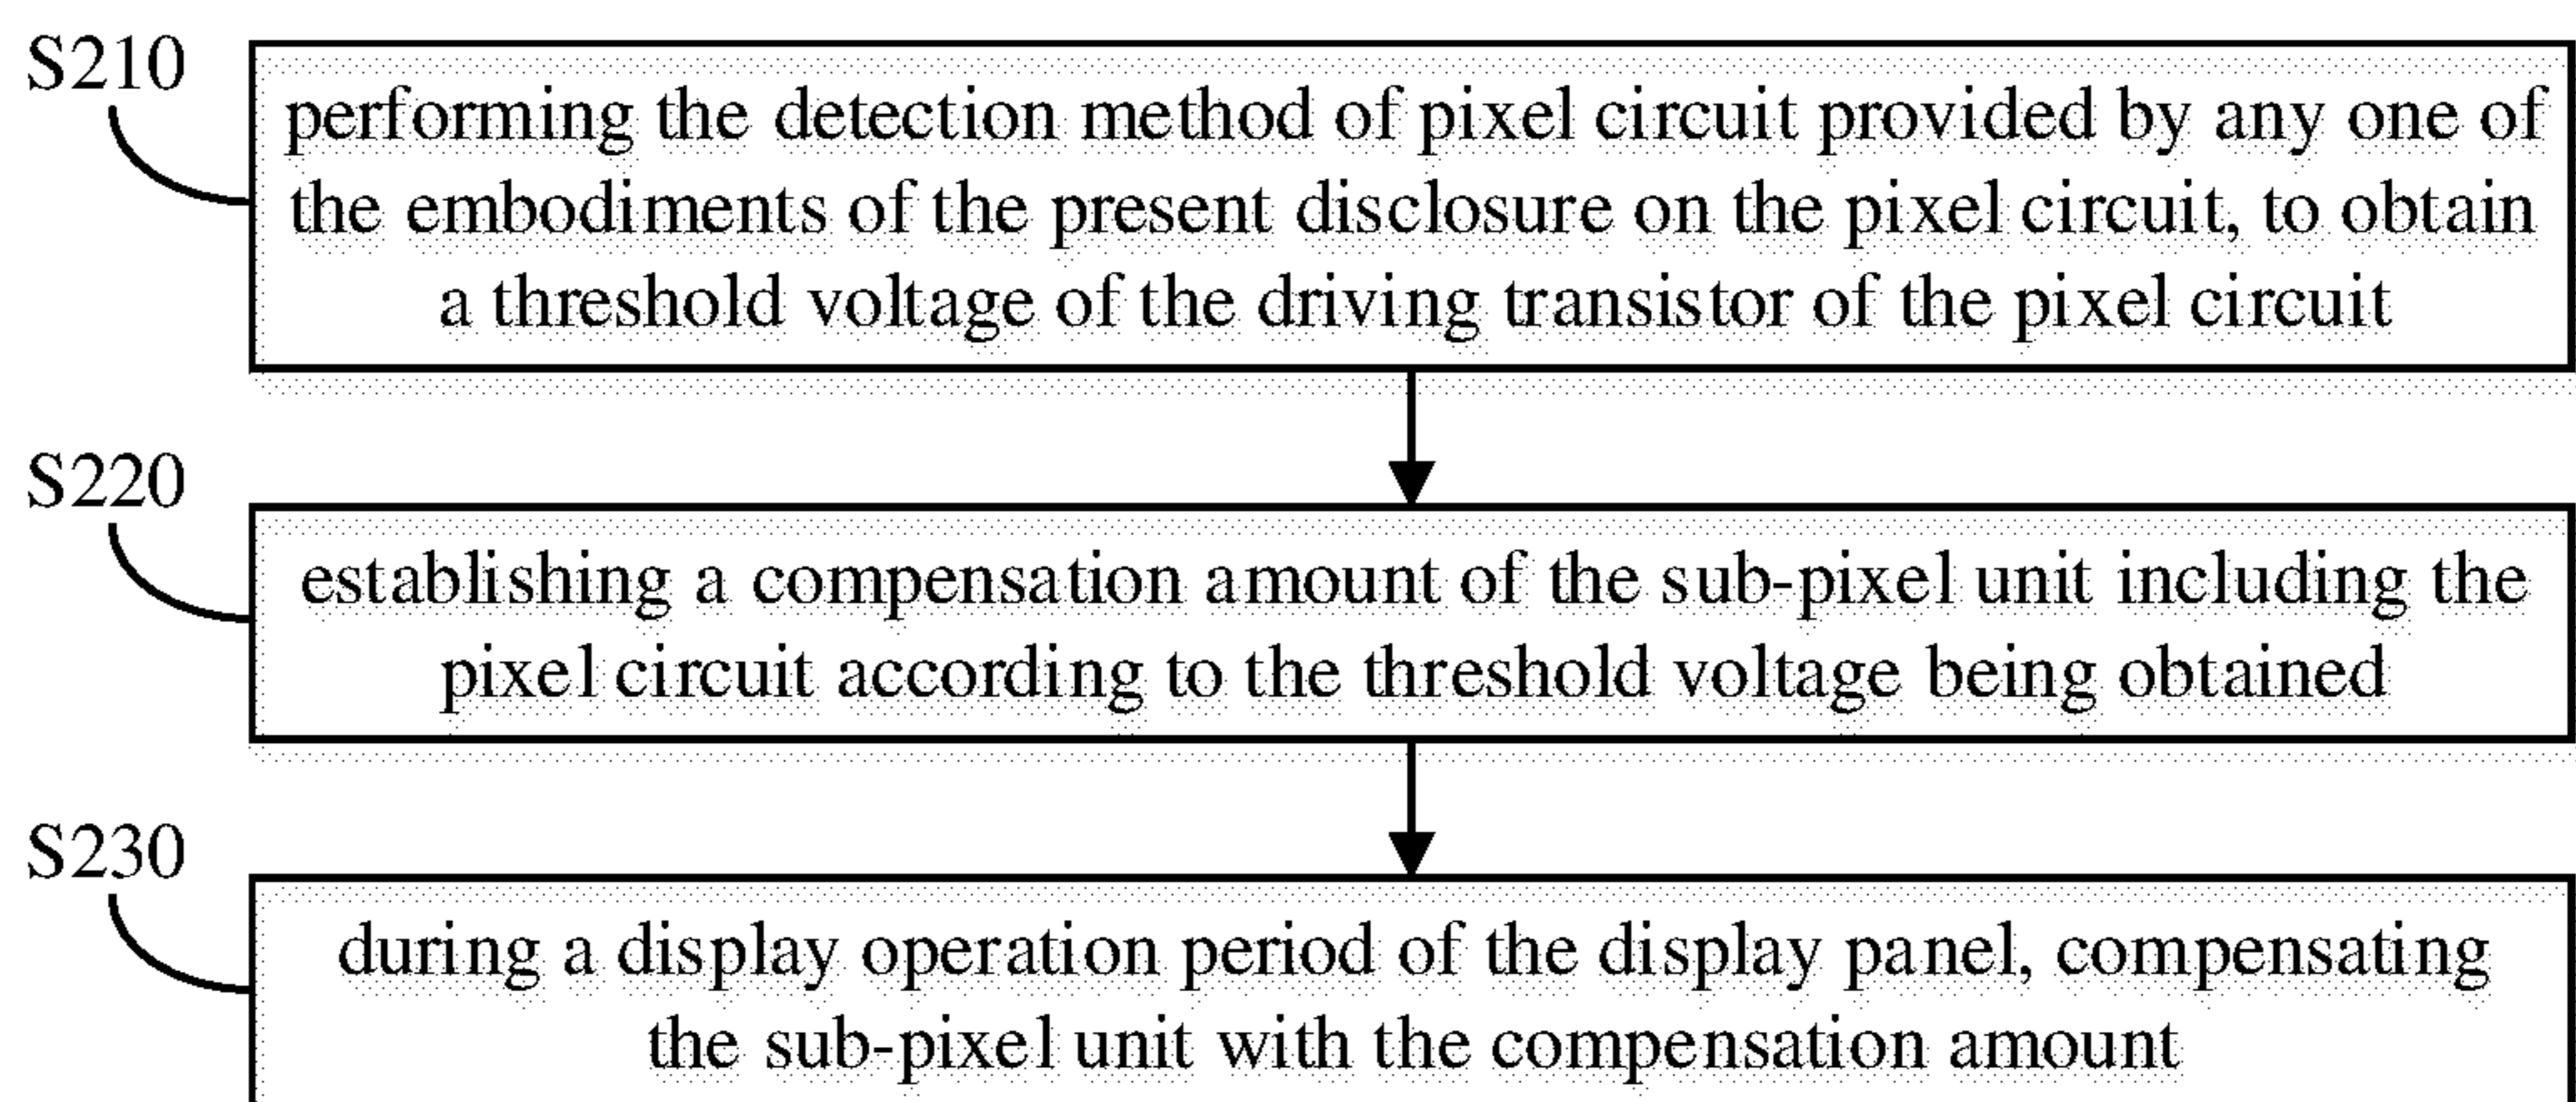 S210
performing the detection method of pixel circuit provided by any one of
the embodiments of the present disclosure on the pixel circuit, to obtain
a threshold voltage of the driving transistor of the pixel circuit
S220
establishing a compensation amount of the sub-pixel unit including the
pixel circuit according to the threshold voltage being obtained
S230
during a display operation period of the display panel, compensating
the sub-pixel unit with the compensation amount